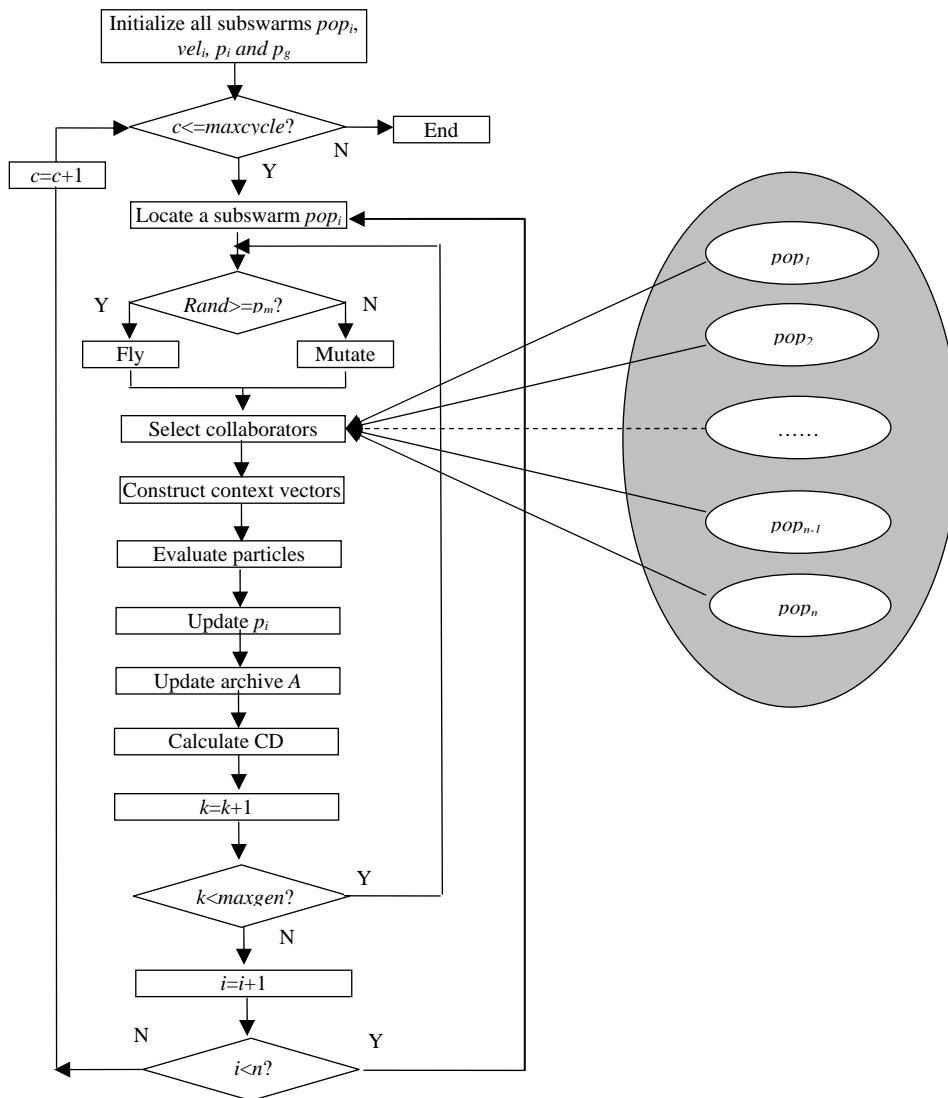 Initialize all subswarms popi,
veli, pi and pg
c<=maxcycle?
End
N
Y
c=c+1
Locate a subswarm popi
Y
Rand>=pm?
N
Fly
Mutate
Select collaborators
Construct context vectors
Evaluate particles
Update pi
Update archive A
Calculate CD
k=k+1
k<maxgen?
Y
N
i=i+1
N
i<n?
Y
pop1
pop2
……
popn-1
popn